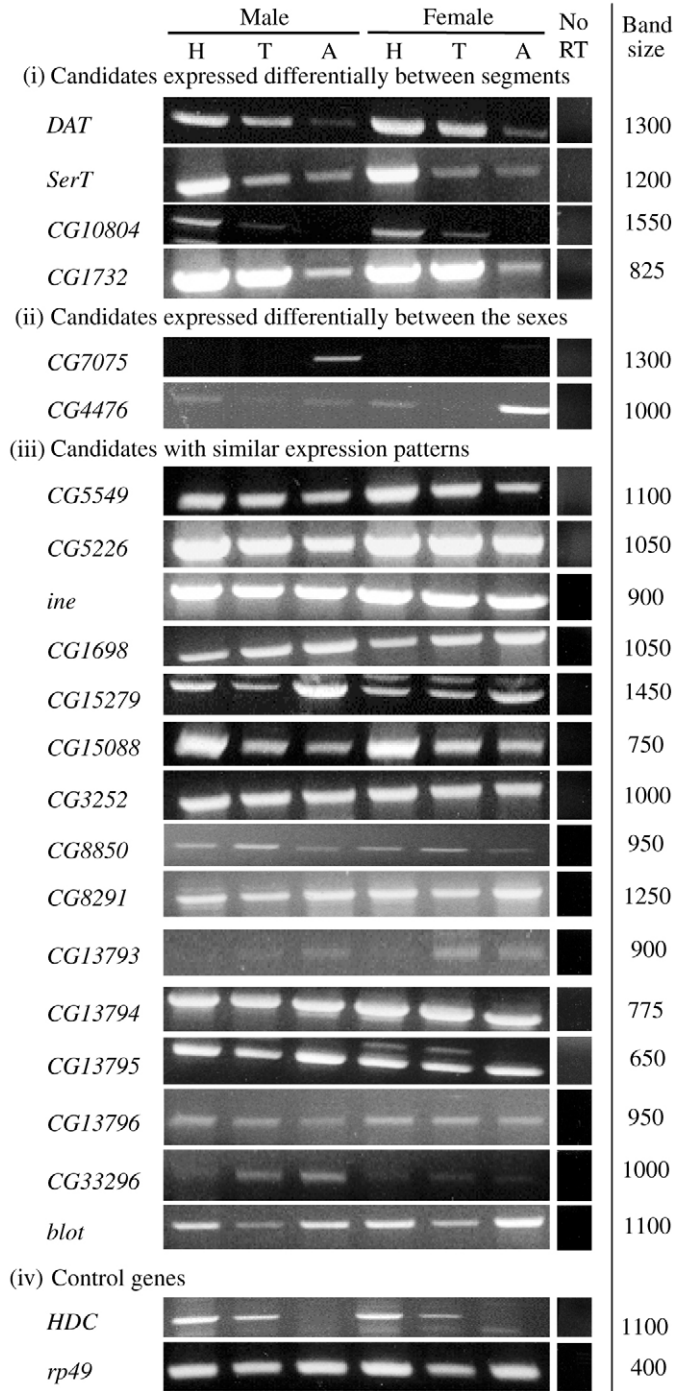 Male Female No RT Band size
H T A H T A
(i) Candidates expressed differentially between segments
DAT 1300
SerT 1200
CG10804 1550
CG1732 825
(ii) Candidates expressed differentially between the sexes
CG7075 1300
CG4476 1000
(iii) Candidates with similar expression patterns
CG5549 1100
CG5226 1050
ine 900
CG1698 1050
CG15279 1450
CG15088 750
CG3252 1000
CG8850 950
CG8291 1250
CG13793 900
CG13794 775
CG13795 650
CG13796 950
CG33296 1000
blot 1100
(iv) Control genes
HDC 1100
rp49 400